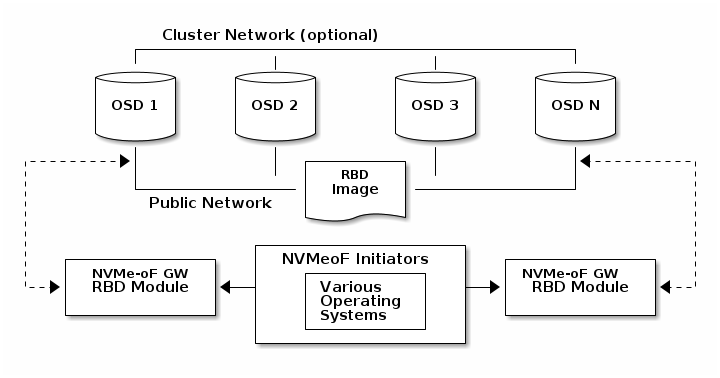 Cluster Network (optional)
OSD 1
OSD 2
OSD 3
OSD N
RBD
Image
Public Network
NVMe-oF GW
RBD Module
NVMeoF Initiators
Various
Operating
Systems
NVMe-oF GW
RBD Module